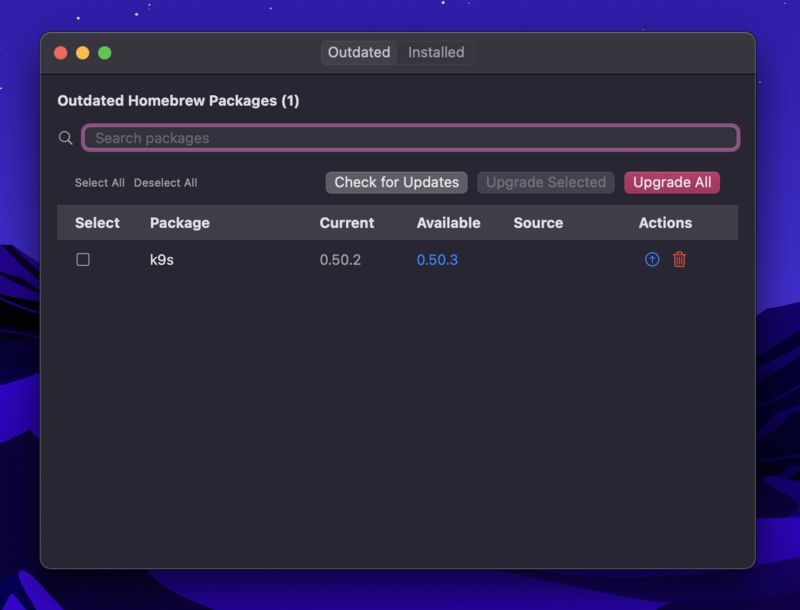 Outdated Installed
Outdated Homebrew Packages (1)
Search packages
Select All Deselect All Check for Updates Upgrade Selected Upgrade All
Select Package Current Available Source Actions
k9s 0.50.2 0.50.3